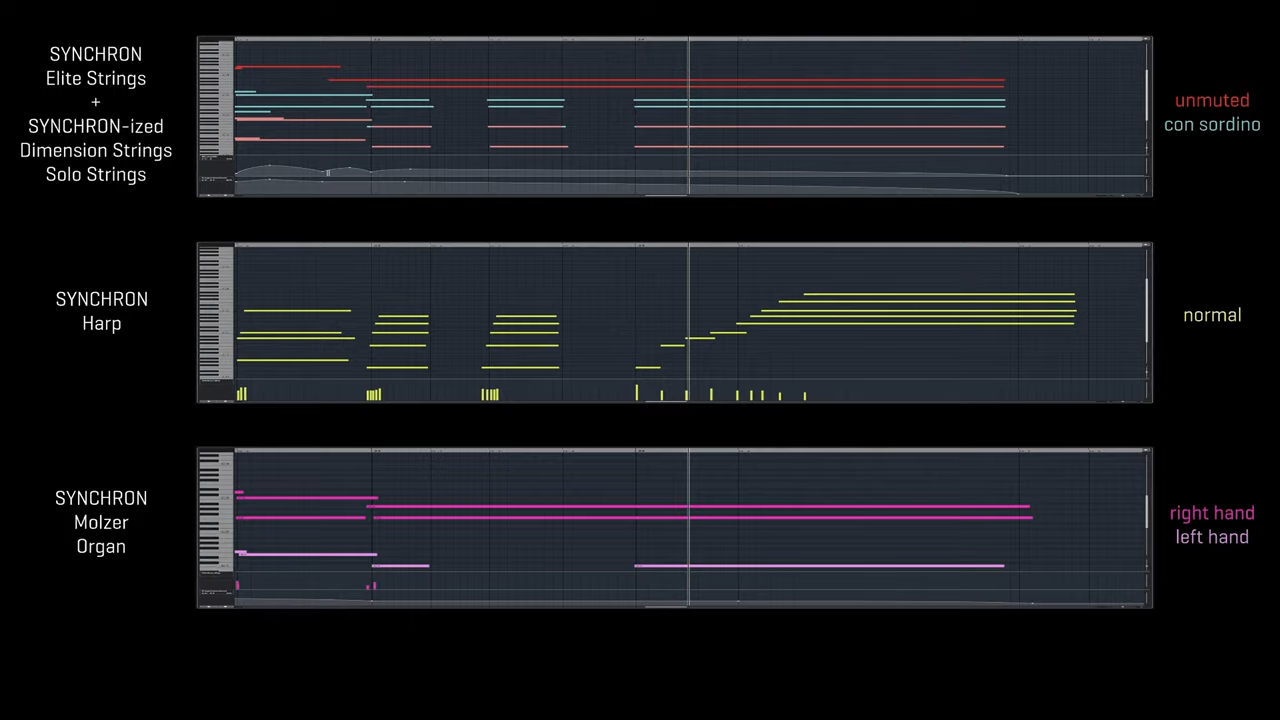 SYNCHRON
Elite Strings
+
SYNCHRON-ized
Dimension Strings
Solo Strings
unmuted
con sordino
SYNCHRON
Harp
normal
SYNCHRON
Molzer
Organ
right hand
left hand